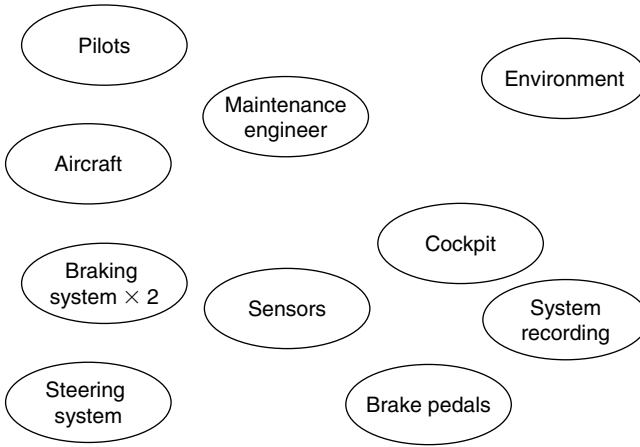 Pilots
Environment
Maintenance
engineer
Aircraft
Cockpit
Braking
system × 2
Sensors
System
recording
Steering
system
Brake pedals